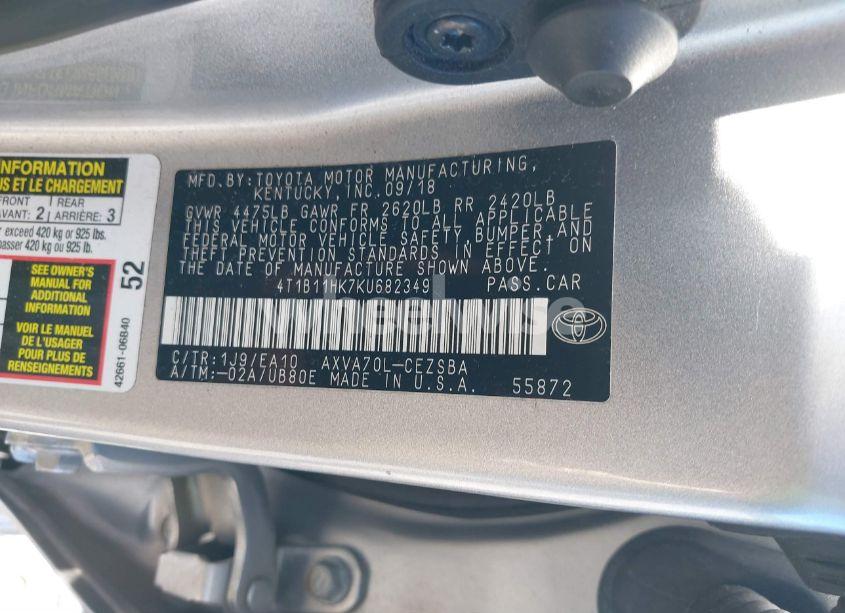 INFORMATION
US ET LE CHARGEMENT
FRONT REAR
AVANT: 2 ARRIÈRE: 3
exceed 420 kg or 925 lbs.
passer 420 kg ou 925 lb.
SEE OWNER'S
MANUAL FOR
ADDITIONAL
INFORMATION
VOIR LE MANUEL
DE L'USAGER
POUR PLUS DE
RENSEIGNEMENTS
52
42661-06B40
MFD.BY:TOYOTA MOTOR MANUFACTURING,
KENTUCKY, INC.09/18
GVWR 4475LB GAWR FR 2620LB RR 2420LB
THIS VEHICLE CONFORMS TO ALL APPLICABLE
FEDERAL MOTOR VEHICLE SAFETY,BUMPER AND
THEFT PREVENTION STANDARDS IN EFFECT ON
THE DATE OF MANUFACTURE SHOWN ABOVE.
4T1B11HK7KU682349 PASS.CAR
C/TR:1J9/EA10 AXVA70L-CEZSBA
A/TM:-02A/UB80E MADE IN U.S.A. 55872